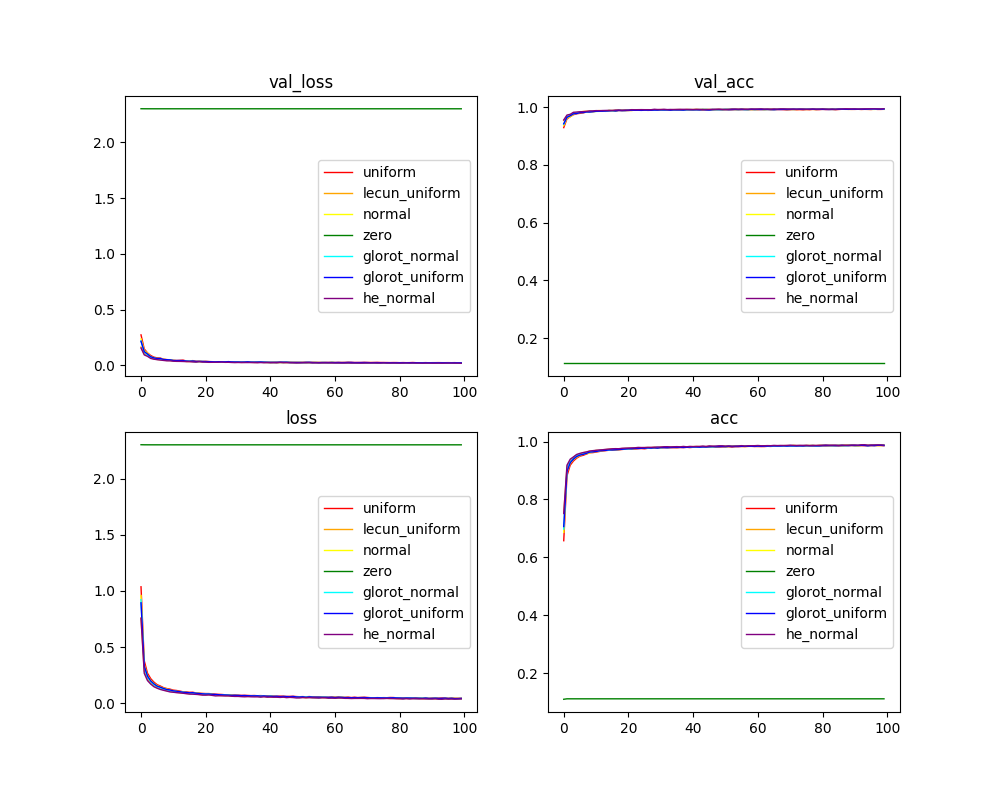 val_loss
2.0
1.5
1.0
0.5
0.0
0 20 40 60 80 100
uniform
lecun_uniform
normal
zero
glorot_normal
glorot_uniform
he_normal
val_acc
1.0
0.8
0.6
0.4
0.2
0 20 40 60 80 100
uniform
lecun_uniform
normal
zero
glorot_normal
glorot_uniform
he_normal
loss
2.0
1.5
1.0
0.5
0.0
0 20 40 60 80 100
uniform
lecun_uniform
normal
zero
glorot_normal
glorot_uniform
he_normal
acc
1.0
0.8
0.6
0.4
0.2
0 20 40 60 80 100
uniform
lecun_uniform
normal
zero
glorot_normal
glorot_uniform
he_normal